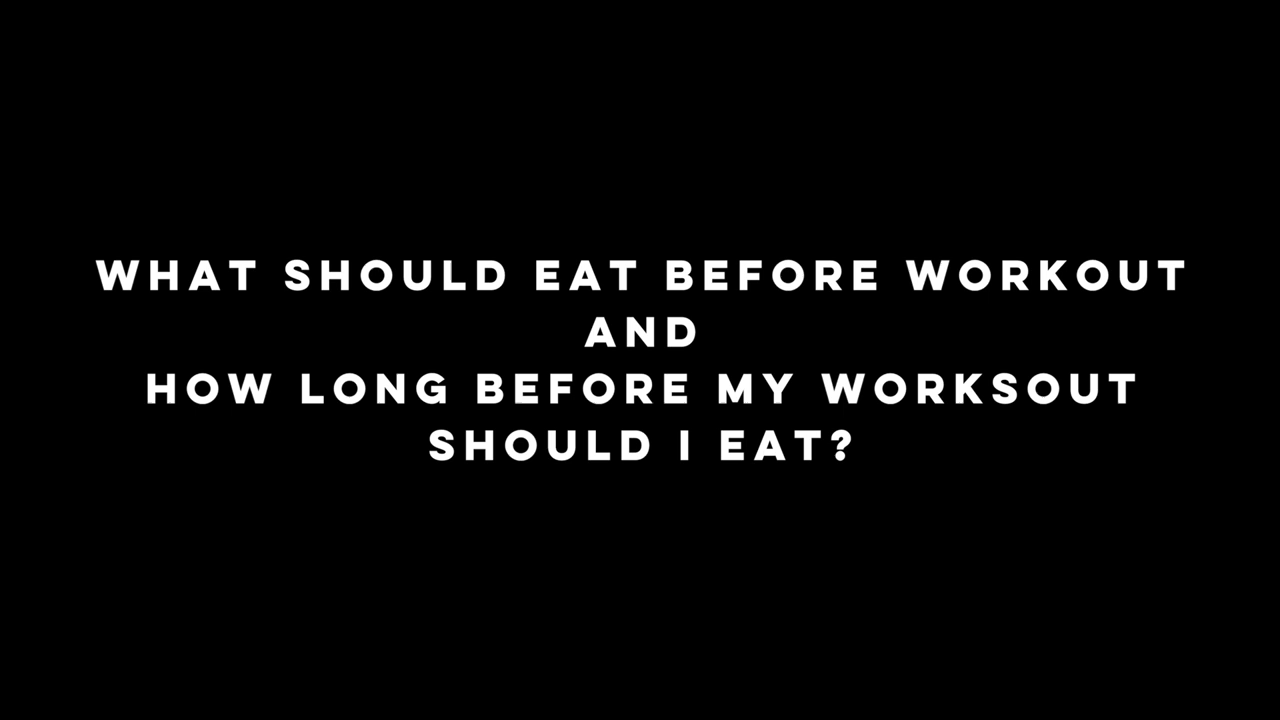 WHAT SHOULD EAT BEFORE WORKOUT
AND
HOW LONG BEFORE MY WORKSOUT
SHOULD I EAT?